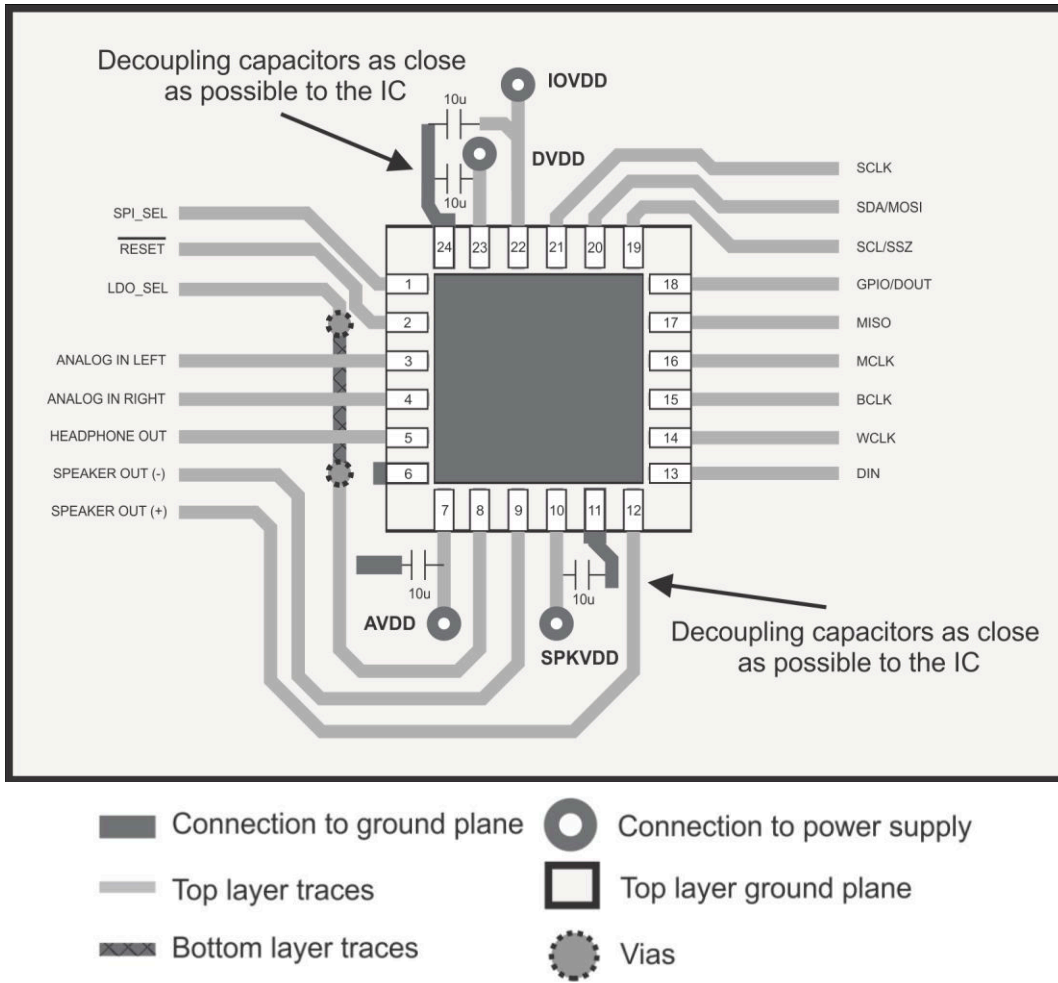 Decoupling capacitors as close
as possible to the IC
IOVDD
10u
DVDD
10u
SCLK
SDA/MOSI
SCL/SSZ
GPIO/DOUT
MISO
MCLK
BCLK
WCLK
DIN
SPI_SEL
RESET
LDO_SEL
ANALOG IN LEFT
ANALOG IN RIGHT
HEADPHONE OUT
SPEAKER OUT (-)
SPEAKER OUT (+)
24 23 22 21 20 19
1
2
3
4
5
6
18
17
16
15
14
13
7 8 9 10 11 12
10u
10u
AVDD
SPKVDD
Decoupling capacitors as close
as possible to the IC
Connection to ground plane
Connection to power supply
Top layer traces
Top layer ground plane
Bottom layer traces
Vias